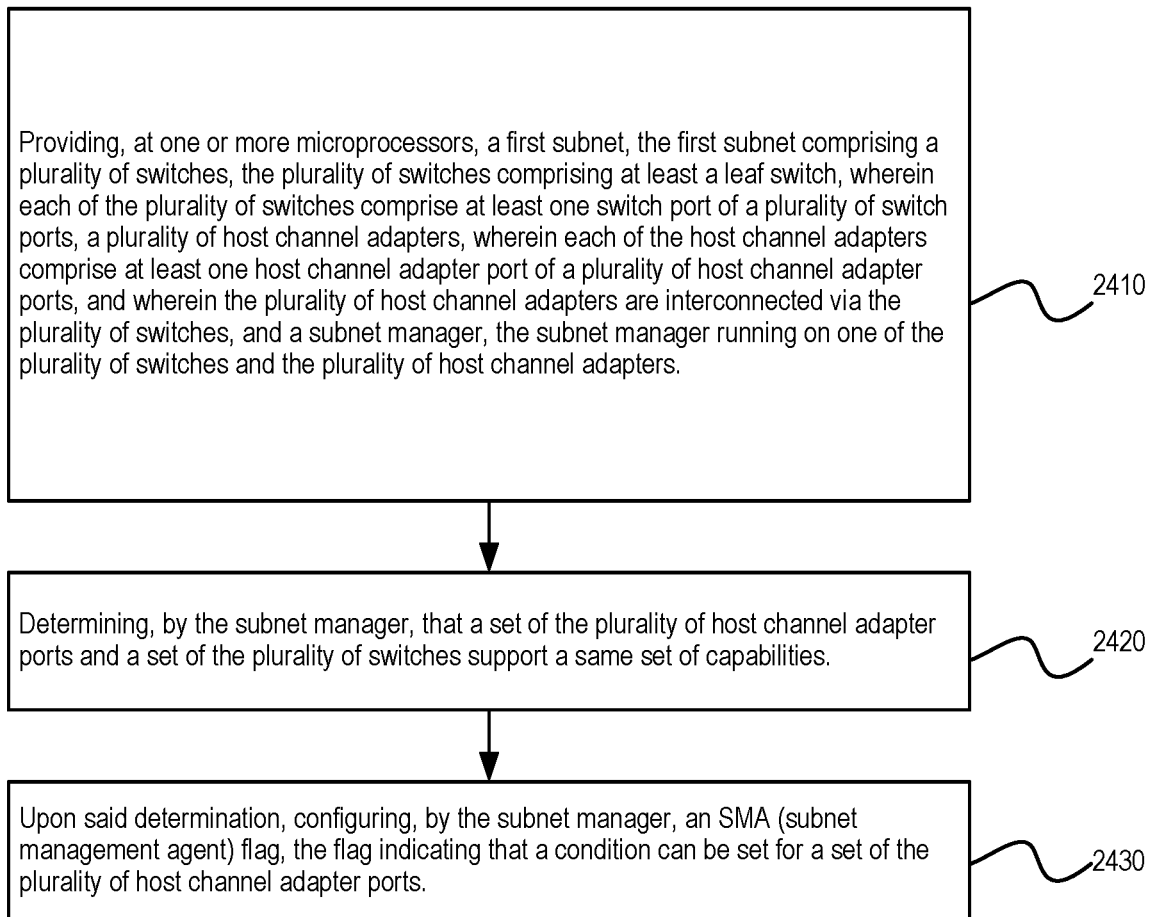 Providing, at one or more microprocessors, a first subnet, the first subnet comprising a
plurality of switches, the plurality of switches comprising at least a leaf switch, wherein
each of the plurality of switches comprise at least one switch port of a plurality of switch
ports, a plurality of host channel adapters, wherein each of the host channel adapters
comprise at least one host channel adapter port of a plurality of host channel adapter
ports, and wherein the plurality of host channel adapters are interconnected via the
plurality of switches, and a subnet manager, the subnet manager running on one of the
plurality of switches and the plurality of host channel adapters.
2410
Determining, by the subnet manager, that a set of the plurality of host channel adapter
ports and a set of the plurality of switches support a same set of capabilities.
2420
Upon said determination, configuring, by the subnet manager, an SMA (subnet
management agent) flag, the flag indicating that a condition can be set for a set of the
plurality of host channel adapter ports.
2430